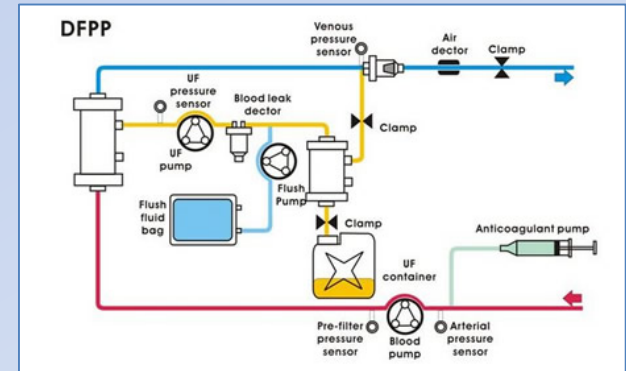 DFPP
Venous
pressure
sensor
Air
dector
Clamp
UF
pressure
sensor
Blood leak
dector
Clamp
UF
pump
Flush
Pump
Flush
fluid
bag
Clamp
Anticoagulant pump
UF
container
Pre-filter
pressure
sensor
Blood
pump
Arterial
pressure
sensor